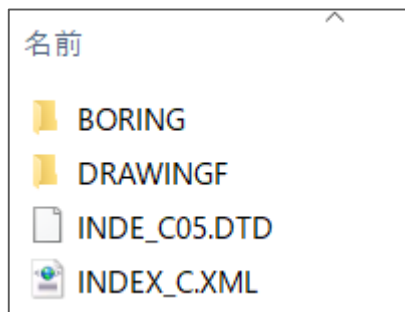 名前
BORING
DRAWINGF
INDE_C05.DTD
INDEX_C.XML